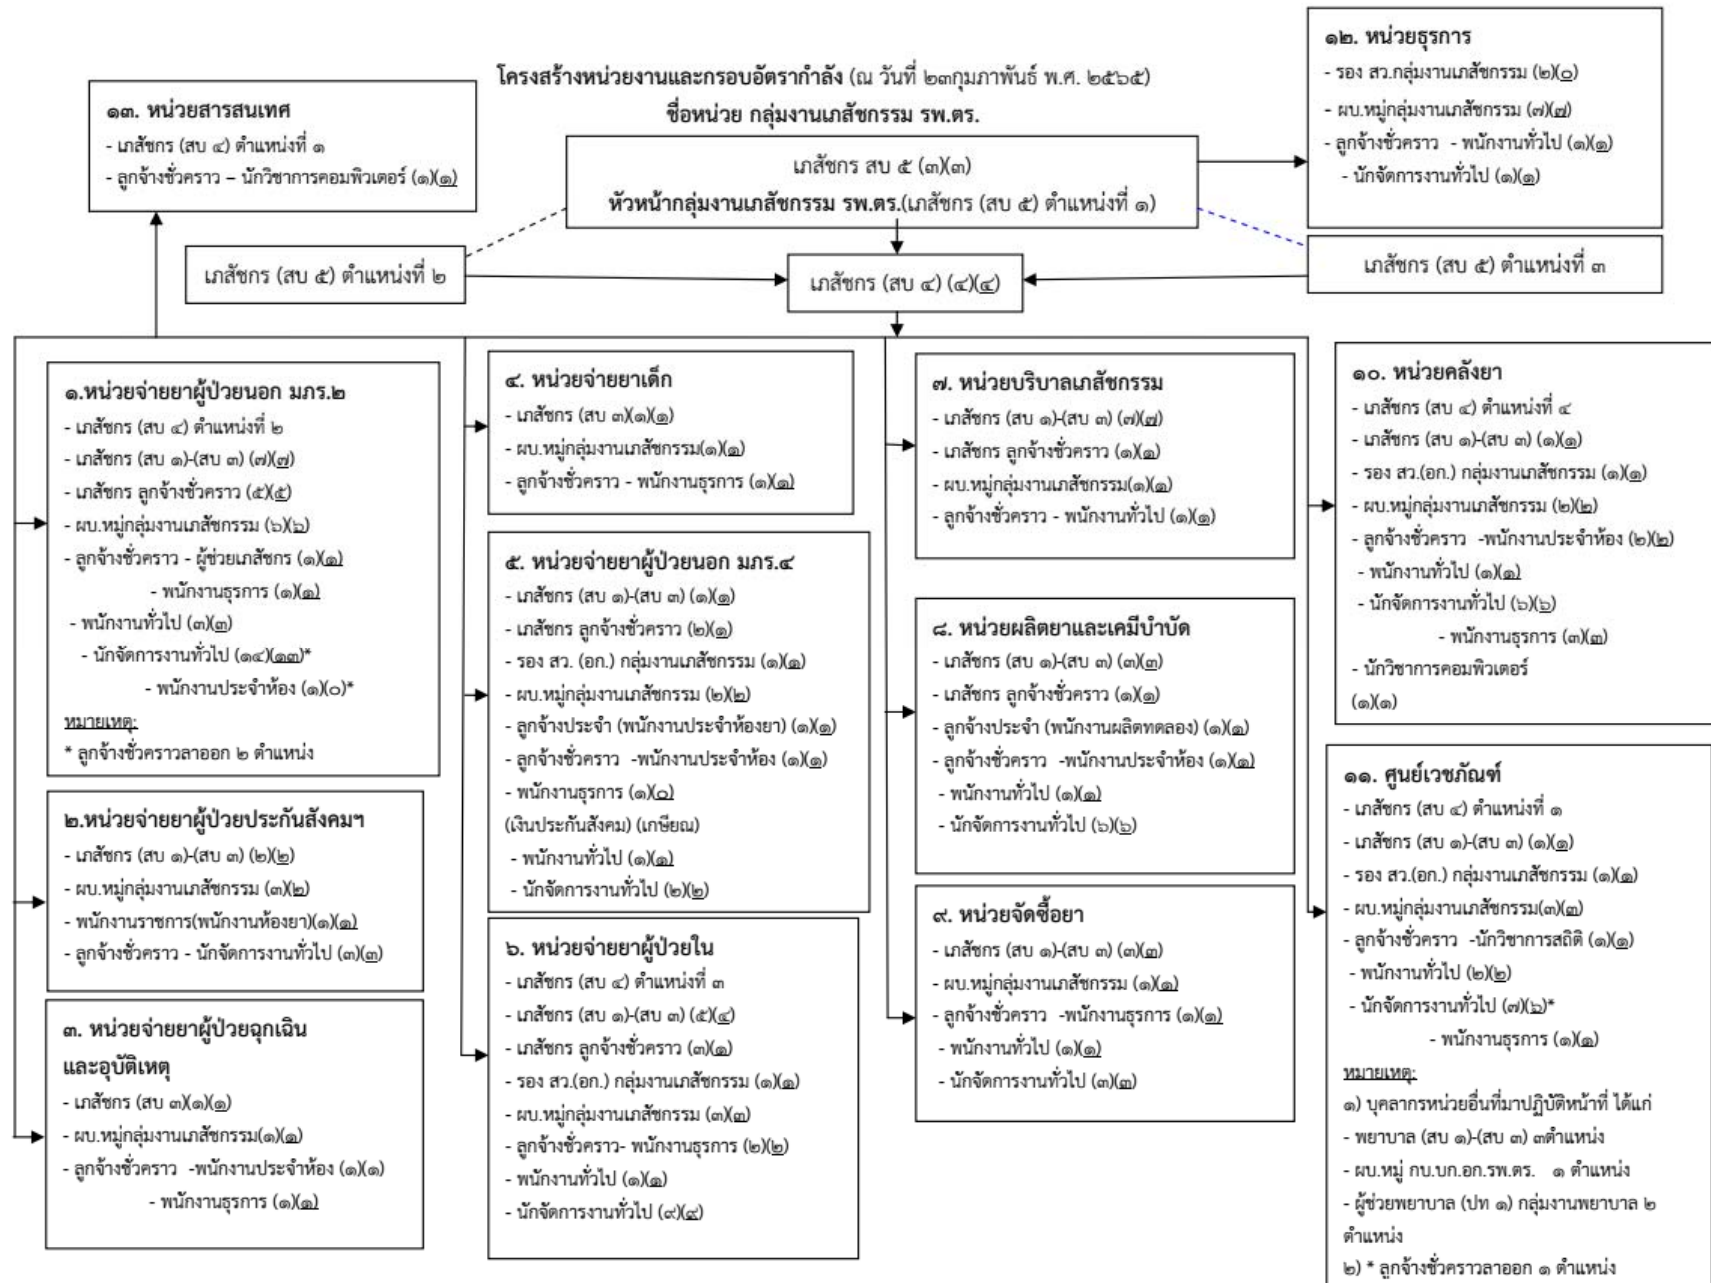 โครงสร้างหน่วยงานและกรอบอัตรากำลัง (ณ วันที่ ๒๓กุมภาพันธ์ พ.ศ. ๒๕๖๕)
ชื่อหน่วย กลุ่มงานเภสัชกรรม รพ.ตร.
๑๓. หน่วยสารสนเทศ
- เภสัชกร (สบ ๔) ตำแหน่งที่ ๑
- ลูกจ้างชั่วคราว – นักวิชาการคอมพิวเตอร์ (๑)(๑)
เภสัชกร สบ ๕ (๓)(๓)
หัวหน้ากลุ่มงานเภสัชกรรม รพ.ตร.(เภสัชกร (สบ ๕) ตำแหน่งที่ ๑)
๑๒. หน่วยธุรการ
- รอง สว.กลุ่มงานเภสัชกรรม (๒)(๐)
- ผบ.หมู่กลุ่มงานเภสัชกรรม (๗)(๗)
- ลูกจ้างชั่วคราว - พนักงานทั่วไป (๑)(๑)
- นักจัดการงานทั่วไป (๑)(๑)
เภสัชกร (สบ ๕) ตำแหน่งที่ ๒
เภสัชกร (สบ ๔) (๔)(๔)
เภสัชกร (สบ ๕) ตำแหน่งที่ ๓
๑.หน่วยจ่ายยาผู้ป่วยนอก มภร.๒
- เภสัชกร (สบ ๔) ตำแหน่งที่ ๒
- เภสัชกร (สบ ๑)-(สบ ๓) (๗)(๗)
- เภสัชกร ลูกจ้างชั่วคราว (๕)(๕)
- ผบ.หมู่กลุ่มงานเภสัชกรรม (๖)(๖)
- ลูกจ้างชั่วคราว - ผู้ช่วยเภสัชกร (๑)(๑)
- พนักงานธุรการ (๑)(๑)
- พนักงานทั่วไป (๓)(๓)
- นักจัดการงานทั่วไป (๑๔)(๑๓)*
- พนักงานประจำห้อง (๑)(๐)*
หมายเหตุ:
* ลูกจ้างชั่วคราวลาออก ๒ ตำแหน่ง
๒.หน่วยจ่ายยาผู้ป่วยประกันสังคมฯ
- เภสัชกร (สบ ๑)-(สบ ๓) (๒)(๒)
- ผบ.หมู่กลุ่มงานเภสัชกรรม (๓)(๒)
- พนักงานราชการ(พนักงานห้องยา)(๑)(๑)
- ลูกจ้างชั่วคราว - นักจัดการงานทั่วไป (๓)(๓)
๓. หน่วยจ่ายยาผู้ป่วยฉุกเฉิน
และอุบัติเหตุ
- เภสัชกร (สบ ๓)(๑)(๑)
- ผบ.หมู่กลุ่มงานเภสัชกรรม(๑)(๑)
- ลูกจ้างชั่วคราว -พนักงานประจำห้อง (๑)(๑)
- พนักงานธุรการ (๑)(๑)
๔. หน่วยจ่ายยาเด็ก
- เภสัชกร (สบ ๓)(๑)(๑)
- ผบ.หมู่กลุ่มงานเภสัชกรรม(๑)(๑)
- ลูกจ้างชั่วคราว - พนักงานธุรการ (๑)(๑)
๕. หน่วยจ่ายยาผู้ป่วยนอก มภร.๔
- เภสัชกร (สบ ๑)-(สบ ๓) (๑)(๑)
- เภสัชกร ลูกจ้างชั่วคราว (๒)(๑)
- รอง สว. (อก.) กลุ่มงานเภสัชกรรม (๑)(๑)
- ผบ.หมู่กลุ่มงานเภสัชกรรม (๒)(๒)
- ลูกจ้างประจำ (พนักงานประจำห้องยา) (๑)(๑)
- ลูกจ้างชั่วคราว -พนักงานประจำห้อง (๑)(๑)
- พนักงานธุรการ (๑)(๐)
(เงินประกันสังคม) (เกษียณ)
- พนักงานทั่วไป (๑)(๑)
- นักจัดการงานทั่วไป (๒)(๒)
๖. หน่วยจ่ายยาผู้ป่วยใน
- เภสัชกร (สบ ๔) ตำแหน่งที่ ๓
- เภสัชกร (สบ ๑)-(สบ ๓) (๕)(๔)
- เภสัชกร ลูกจ้างชั่วคราว (๓)(๑)
- รอง สว.(อก.) กลุ่มงานเภสัชกรรม (๑)(๑)
- ผบ.หมู่กลุ่มงานเภสัชกรรม (๓)(๓)
- ลูกจ้างชั่วคราว- พนักงานธุรการ (๒)(๒)
- พนักงานทั่วไป (๑)(๑)
- นักจัดการงานทั่วไป (๙)(๙)
๗. หน่วยบริบาลเภสัชกรรม
- เภสัชกร (สบ ๑)-(สบ ๓) (๗)(๗)
- เภสัชกร ลูกจ้างชั่วคราว (๑)(๑)
- ผบ.หมู่กลุ่มงานเภสัชกรรม(๑)(๑)
- ลูกจ้างชั่วคราว - พนักงานทั่วไป (๑)(๑)
๘. หน่วยผลิตยาและเคมีบำบัด
- เภสัชกร (สบ ๑)-(สบ ๓) (๓)(๓)
- เภสัชกร ลูกจ้างชั่วคราว (๑)(๑)
- ลูกจ้างประจำ (พนักงานผลิตทดลอง) (๑)(๑)
- ลูกจ้างชั่วคราว -พนักงานประจำห้อง (๑)(๑)
- พนักงานทั่วไป (๑)(๑)
- นักจัดการงานทั่วไป (๖)(๖)
๙. หน่วยจัดซื้อยา
- เภสัชกร (สบ ๑)-(สบ ๓) (๓)(๓)
- ผบ.หมู่กลุ่มงานเภสัชกรรม (๑)(๑)
- ลูกจ้างชั่วคราว -พนักงานธุรการ (๑)(๑)
- พนักงานทั่วไป (๑)(๑)
- นักจัดการงานทั่วไป (๓)(๓)
๑๐. หน่วยคลังยา
- เภสัชกร (สบ ๔) ตำแหน่งที่ ๔
- เภสัชกร (สบ ๑)-(สบ ๓) (๑)(๑)
- รอง สว.(อก.) กลุ่มงานเภสัชกรรม (๑)(๑)
- ผบ.หมู่กลุ่มงานเภสัชกรรม (๒)(๒)
- ลูกจ้างชั่วคราว -พนักงานประจำห้อง (๒)(๒)
- พนักงานทั่วไป (๑)(๑)
- นักจัดการงานทั่วไป (๖)(๖)
- พนักงานธุรการ (๓)(๓)
- นักวิชาการคอมพิวเตอร์
(๑)(๑)
๑๑. ศูนย์เวชภัณฑ์
- เภสัชกร (สบ ๔) ตำแหน่งที่ ๑
- เภสัชกร (สบ ๑)-(สบ ๓) (๑)(๑)
- รอง สว.(อก.) กลุ่มงานเภสัชกรรม (๑)(๑)
- ผบ.หมู่กลุ่มงานเภสัชกรรม(๓)(๓)
- ลูกจ้างชั่วคราว -นักวิชาการสถิติ (๑)(๑)
- พนักงานทั่วไป (๒)(๒)
- นักจัดการงานทั่วไป (๗)(๖)*
- พนักงานธุรการ (๑)(๑)
หมายเหตุ:
๑) บุคลากรหน่วยอื่นที่มาปฏิบัติหน้าที่ ได้แก่
- พยาบาล (สบ ๑)-(สบ ๓) ๓ตำแหน่ง
- ผบ.หมู่ กบ.บก.อก.รพ.ตร. ๑ ตำแหน่ง
- ผู้ช่วยพยาบาล (ปท ๑) กลุ่มงานพยาบาล ๒
ตำแหน่ง
๒) * ลูกจ้างชั่วคราวลาออก ๑ ตำแหน่ง